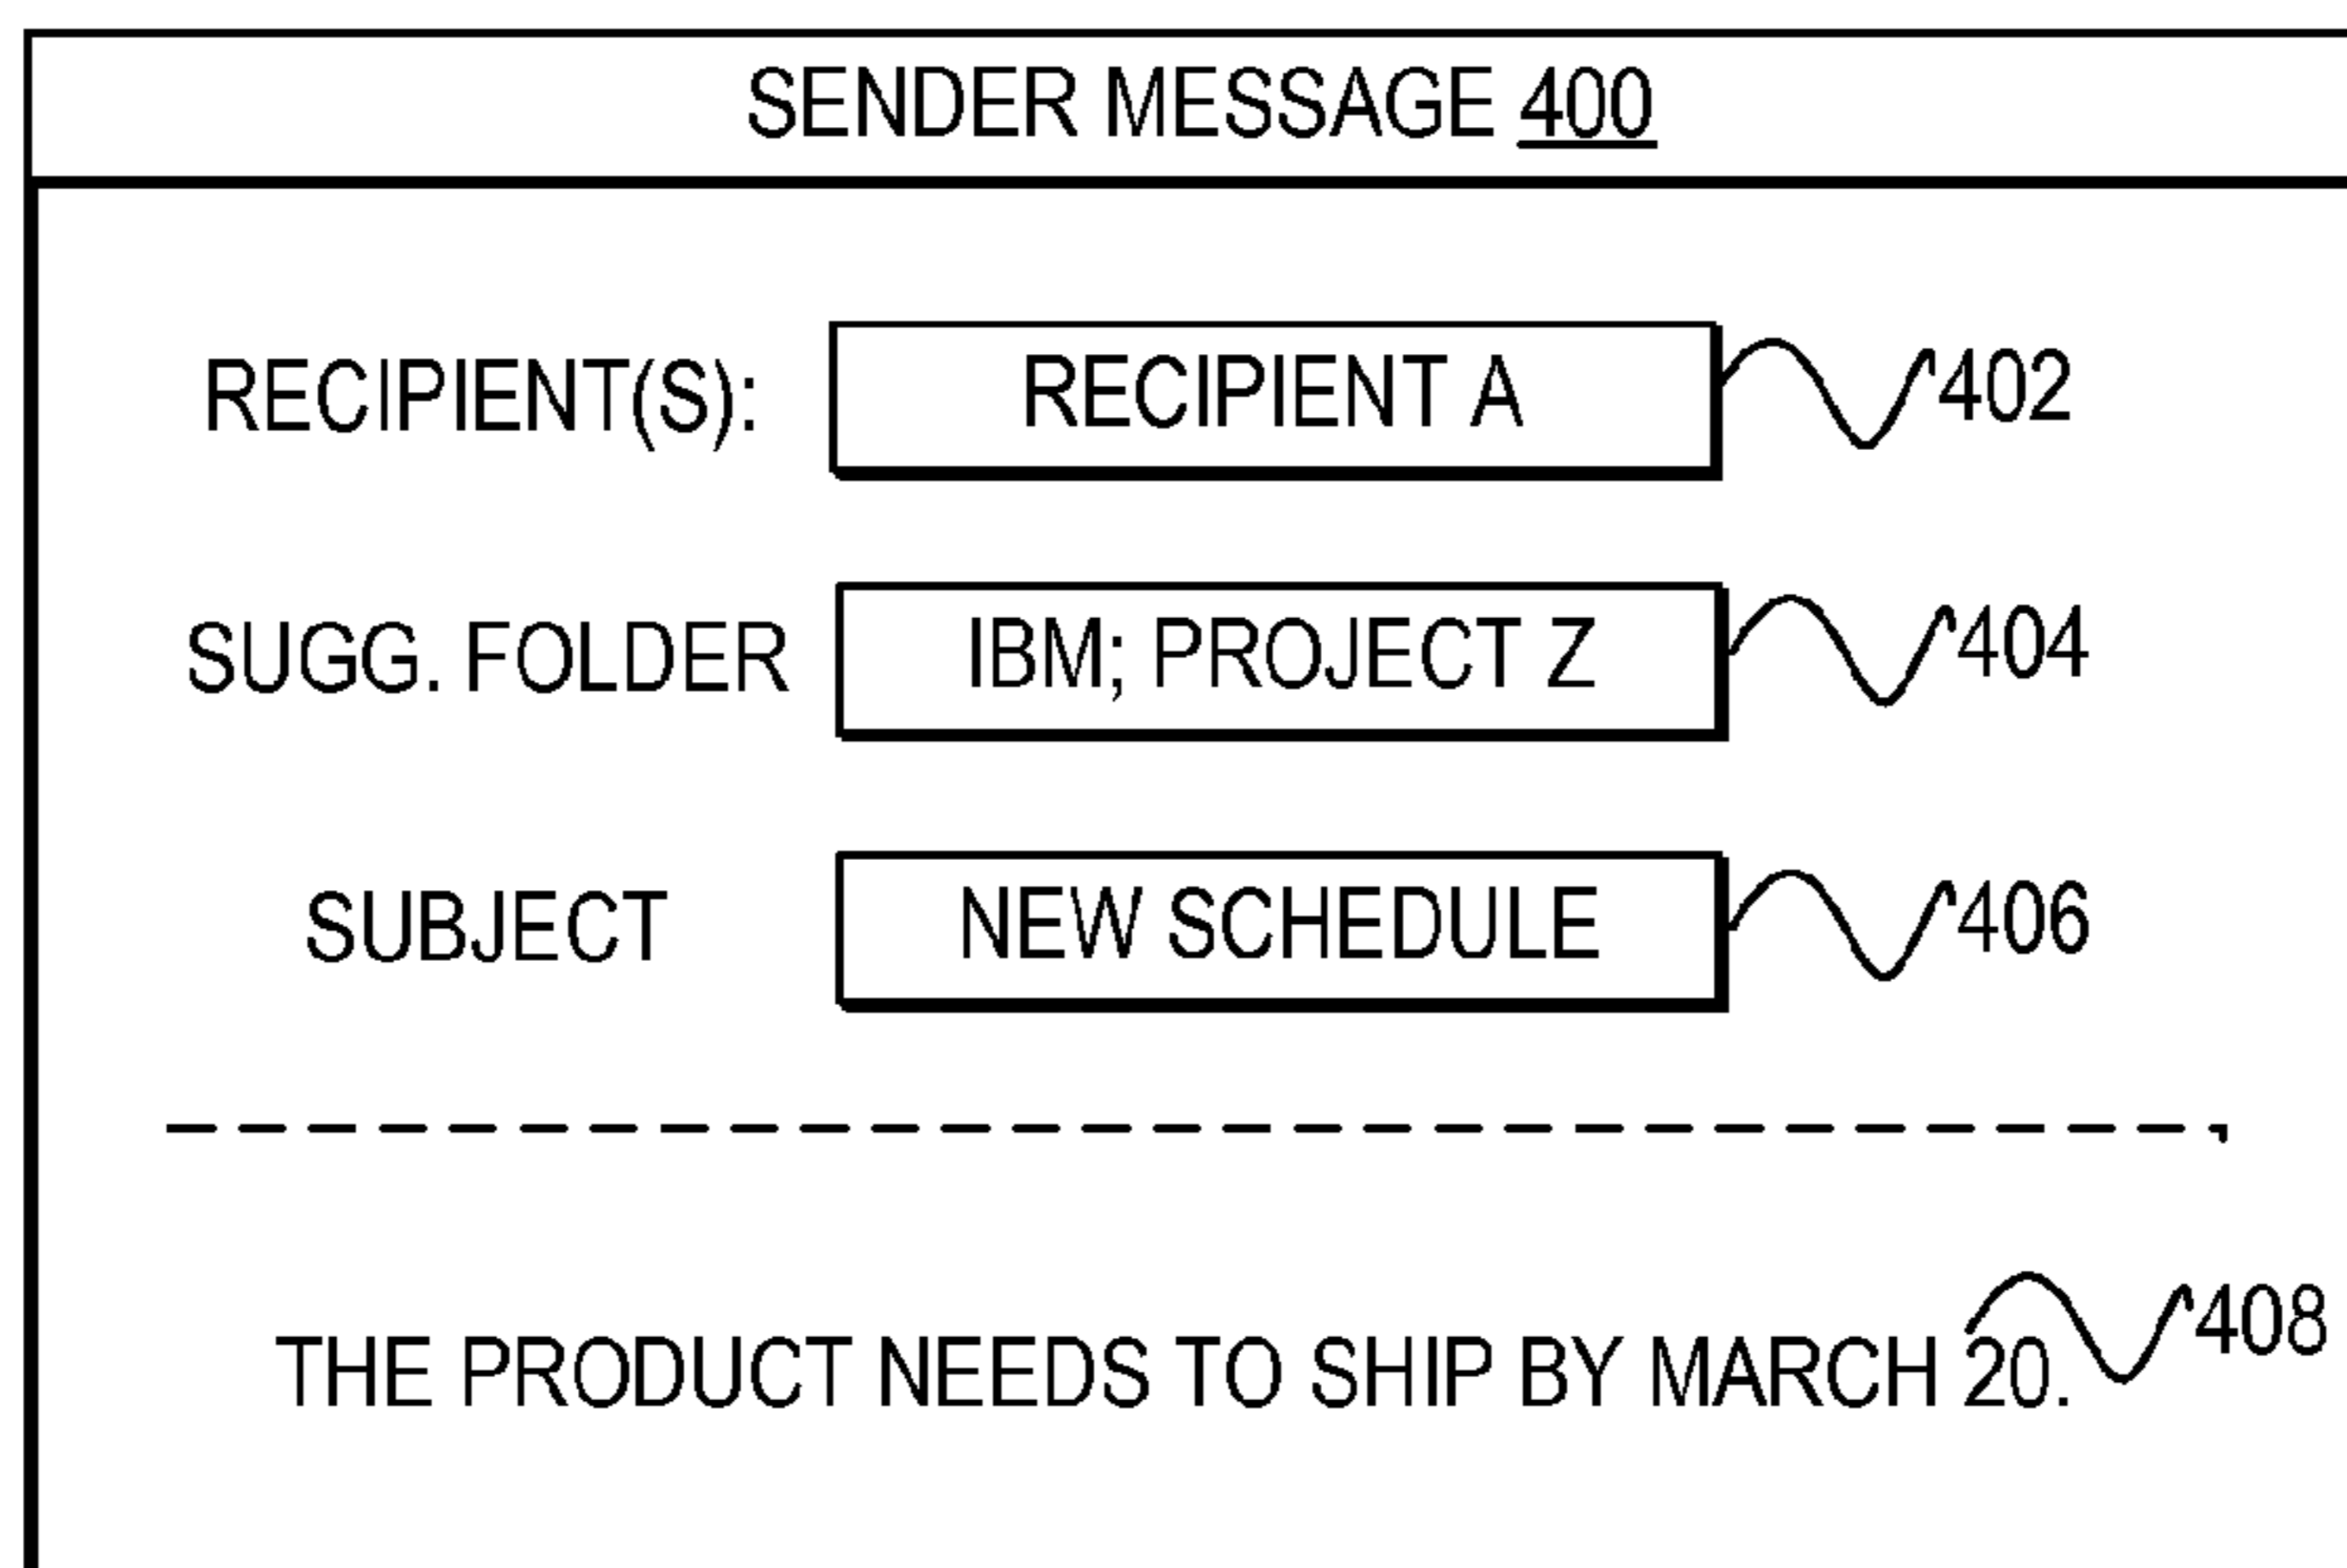 SENDER MESSAGE 400
RECIPIENT(S): RECIPIENT A 402
SUGG. FOLDER IBM; PROJECT Z 404
SUBJECT NEW SCHEDULE 406
408
THE PRODUCT NEEDS TO SHIP BY MARCH 20.